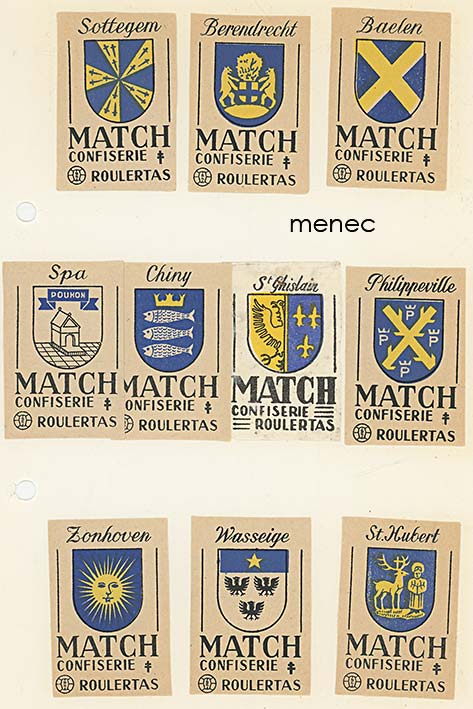 Sottegem
MATCH
CONFISERIE
ROULERTAS
Berendrecht
MATCH
CONFISERIE
ROULERTAS
Baelen
MATCH
CONFISERIE
ROULERTAS
menec
Spa
POUHON
MATCH
CONFISERIE
ROULERTAS
Chiny
MATCH
CONFISERIE
ROULERTAS
St Ghislain
MATCH
CONFISERIE
ROULERTAS
Philippeville
P
P P
P
MATCH
CONFISERIE
ROULERTAS
Zonhoven
MATCH
CONFISERIE
ROULERTAS
Wasseige
MATCH
CONFISERIE
ROULERTAS
St. Hubert
MATCH
CONFISERIE
ROULERTAS